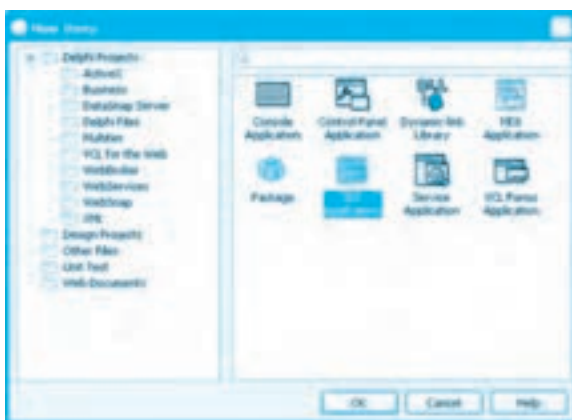 New Items
Delphi Projects
ActiveX
Business
DataSnap Server
Delphi Files
Multitier
VCL for the Web
WebBroker
WebServices
WebSnap
XML
Design Projects
Other Files
Unit Test
Web Documents
Console Application
Control Panel Application
Dynamic-link Library
MDI Application
Package
Application
Service Application
VCL Forms Application
OK
Cancel
Help